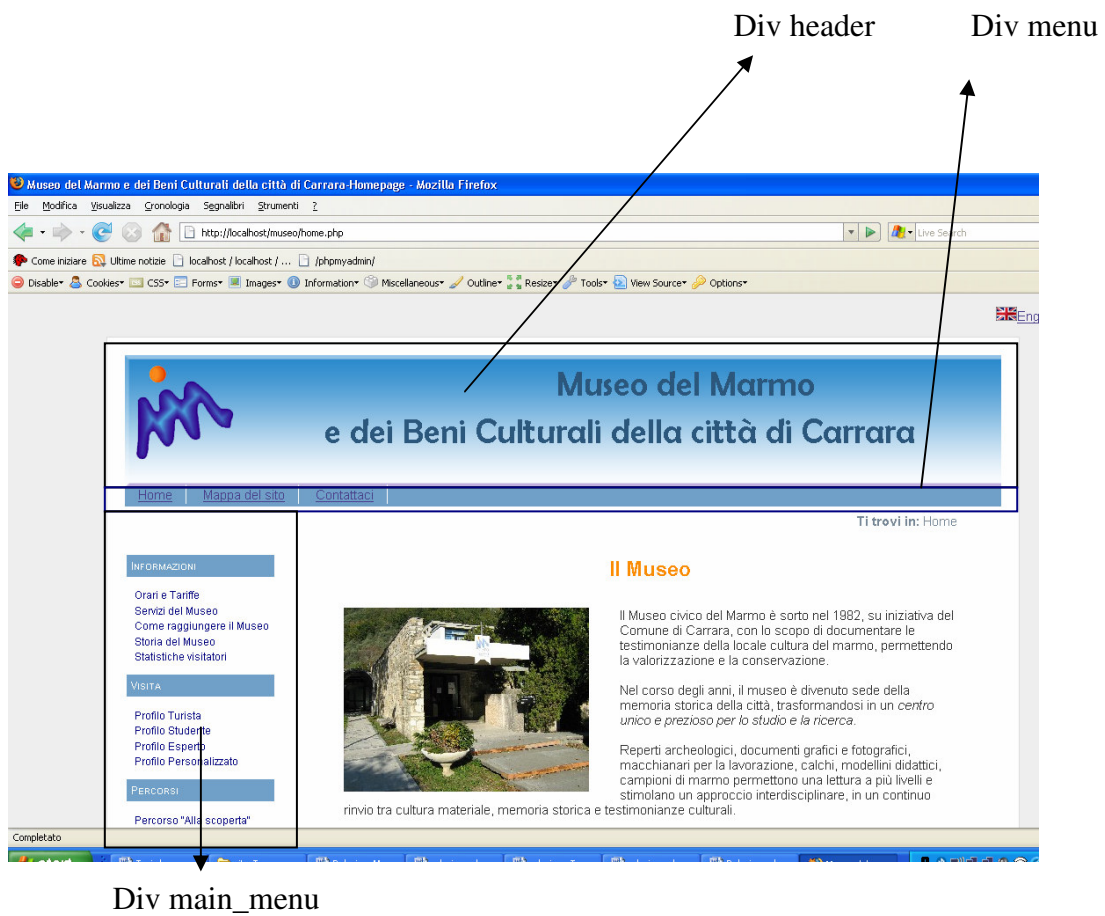 Div header Div menu
Museo del Marmo e dei Beni Culturali della città di Carrara-Homepage - Mozilla Firefox
File Modifica Visualizza Cronologia Segnalibri Strumenti ?
http://localhost/museo/home.php Live Search
Come iniziare Ultime notizie localhost / localhost / ... /phpmyadmin/
Disable Cookies CSS Forms Images Information Miscellaneous Outline Resize Tools View Source Options
Eng
Museo del Marmo
e dei Beni Culturali della città di Carrara
Home Mappa del sito Contattaci
Ti trovi in: Home
INFORMAZIONI
Orari e Tariffe
Servizi del Museo
Come raggiungere il Museo
Storia del Museo
Statistiche visitatori
VISITA
Profilo Turista
Profilo Studente
Profilo Esperto
Profilo Personalizzato
PERCORSI
Percorso "Alla scoperta"
Il Museo
Il Museo civico del Marmo è sorto nel 1982, su iniziativa del
Comune di Carrara, con lo scopo di documentare le
testimonianze della locale cultura del marmo, permettendo
la valorizzazione e la conservazione.
Nel corso degli anni, il museo è divenuto sede della
memoria storica della città, trasformandosi in un centro
unico e prezioso per lo studio e la ricerca.
Reperti archeologici, documenti grafici e fotografici,
macchianari per la lavorazione, calchi, modellini didattici,
campioni di marmo permettono una lettura a più livelli e
stimolano un approccio interdisciplinare, in un continuo
rinvio tra cultura materiale, memoria storica e testimonianze culturali.
Completato
Div main_menu